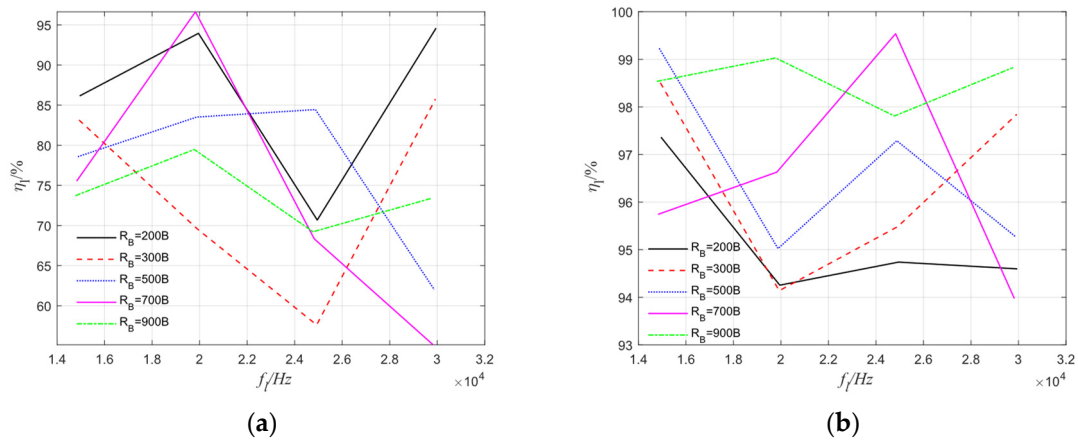 95
90
85
80
75
70
65
60
η_l/%
R_B=200B
R_B=300B
R_B=500B
R_B=700B
R_B=900B
1.4 1.6 1.8 2 2.2 2.4 2.6 2.8 3 3.2
f_l/Hz
×10^4
(a)
100
99
98
97
96
95
94
93
η_l/%
R_B=200B
R_B=300B
R_B=500B
R_B=700B
R_B=900B
1.4 1.6 1.8 2 2.2 2.4 2.6 2.8 3 3.2
f_l/Hz
×10^4
(b)